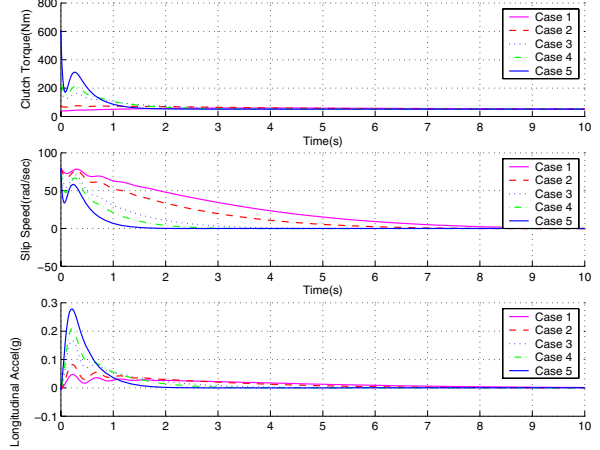 800
600
400
200
0
Clutch Torque(Nm)
0 1 2 3 4 5 6 7 8 9 10
Time(s)
Case 1
Case 2
Case 3
Case 4
Case 5
100
50
0
−50
Slip Speed(rad/sec)
0 1 2 3 4 5 6 7 8 9 10
Time(s)
Case 1
Case 2
Case 3
Case 4
Case 5
0.3
0.2
0.1
0
−0.1
Longitudinal Accel(g)
0 1 2 3 4 5 6 7 8 9 10
Case 1
Case 2
Case 3
Case 4
Case 5